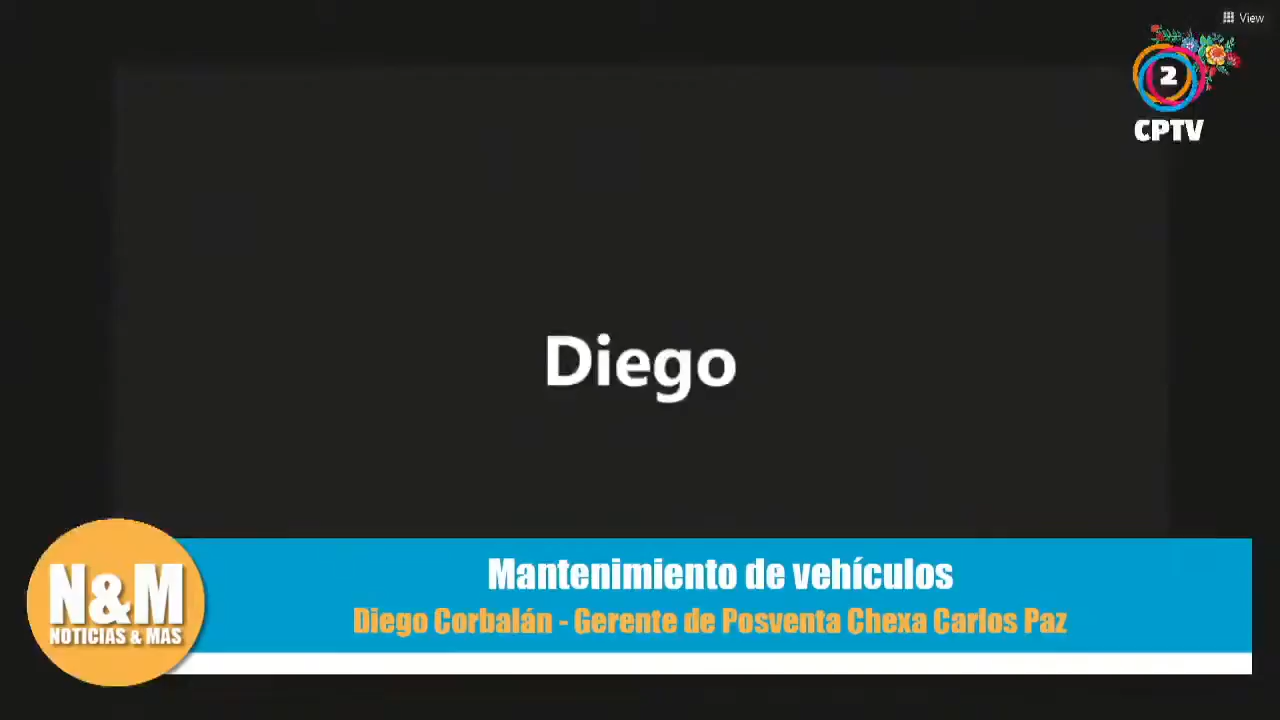 View
2
CPTV
Diego
Mantenimiento de vehículos
Diego Corbalán - Gerente de Posventa Chexa Carlos Paz
N&M
NOTICIAS & MAS